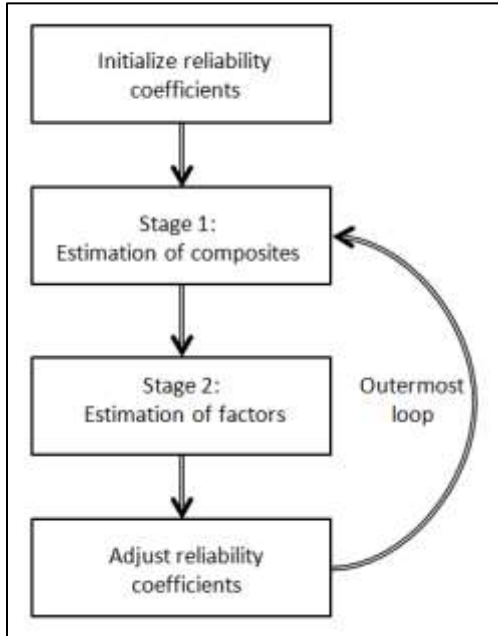 Initialize reliability
coefficients
Stage 1:
Estimation of composites
Stage 2:
Estimation of factors
Outermost
loop
Adjust reliability
coefficients